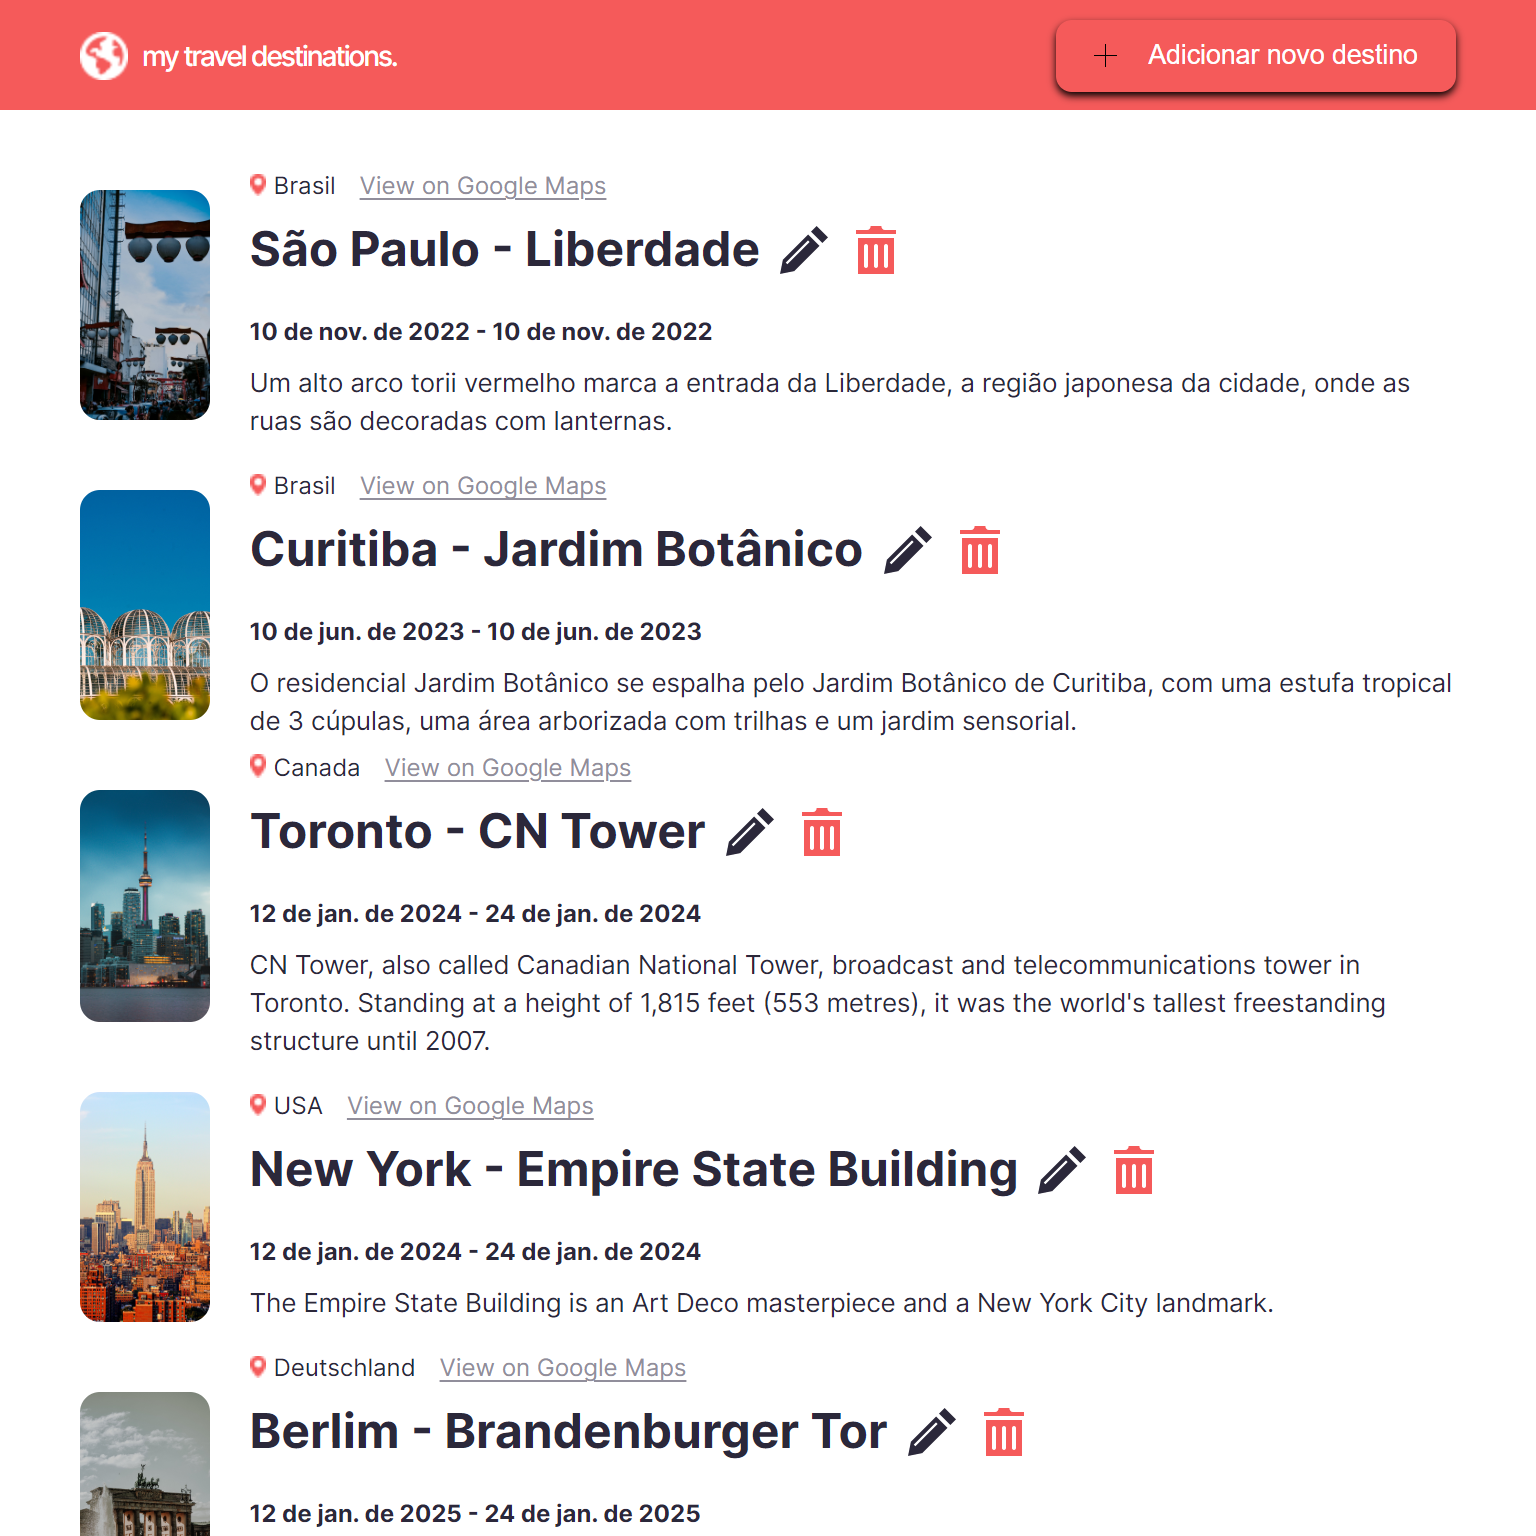 my travel destinations.
Adicionar novo destino
Brasil View on Google Maps
São Paulo - Liberdade
10 de nov. de 2022 - 10 de nov. de 2022
Um alto arco torii vermelho marca a entrada da Liberdade, a região japonesa da cidade, onde as
ruas são decoradas com lanternas.
Brasil View on Google Maps
Curitiba - Jardim Botânico
10 de jun. de 2023 - 10 de jun. de 2023
O residencial Jardim Botânico se espalha pelo Jardim Botânico de Curitiba, com uma estufa tropical
de 3 cúpulas, uma área arborizada com trilhas e um jardim sensorial.
Canada View on Google Maps
Toronto - CN Tower
12 de jan. de 2024 - 24 de jan. de 2024
CN Tower, also called Canadian National Tower, broadcast and telecommunications tower in
Toronto. Standing at a height of 1,815 feet (553 metres), it was the world's tallest freestanding
structure until 2007.
USA View on Google Maps
New York - Empire State Building
12 de jan. de 2024 - 24 de jan. de 2024
The Empire State Building is an Art Deco masterpiece and a New York City landmark.
Deutschland View on Google Maps
Berlim - Brandenburger Tor
12 de jan. de 2025 - 24 de jan. de 2025